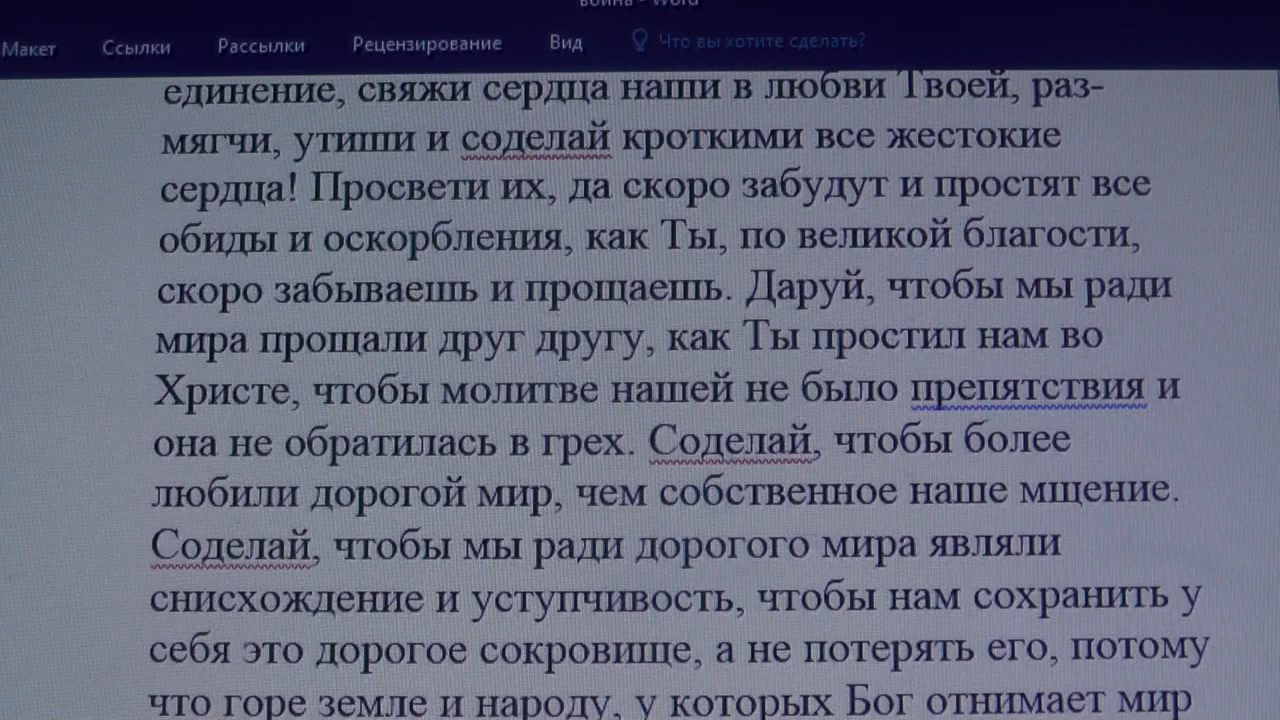 война - Word
Макет Ссылки Рассылки Рецензирование Вид Что вы хотите сделать?
единение, свяжи сердца наши в любви Твоей, раз-
мягчи, утиши и соделай кроткими все жестокие
сердца! Просвети их, да скоро забудут и простят все
обиды и оскорбления, как Ты, по великой благости,
скоро забываешь и прощаешь. Даруй, чтобы мы ради
мира прощали друг другу, как Ты простил нам во
Христе, чтобы молитве нашей не было препятствия и
она не обратилась в грех. Соделай, чтобы более
любили дорогой мир, чем собственное наше мщение.
Соделай, чтобы мы ради дорогого мира являли
снисхождение и уступчивость, чтобы нам сохранить у
себя это дорогое сокровище, а не потерять его, потому
что горе земле и народу, у которых Бог отнимает мир